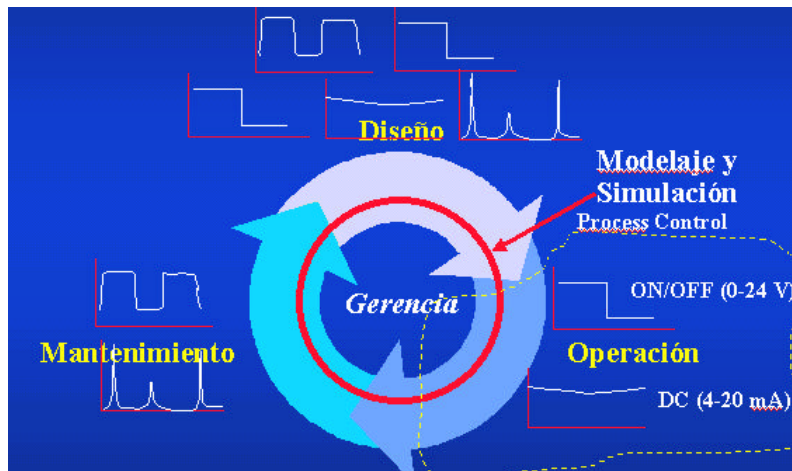 Diseño
Modelaje y
Simulación
Process Control
Gerencia
ON/OFF (0-24 V)
Mantenimiento
Operación
DC (4-20 mA)